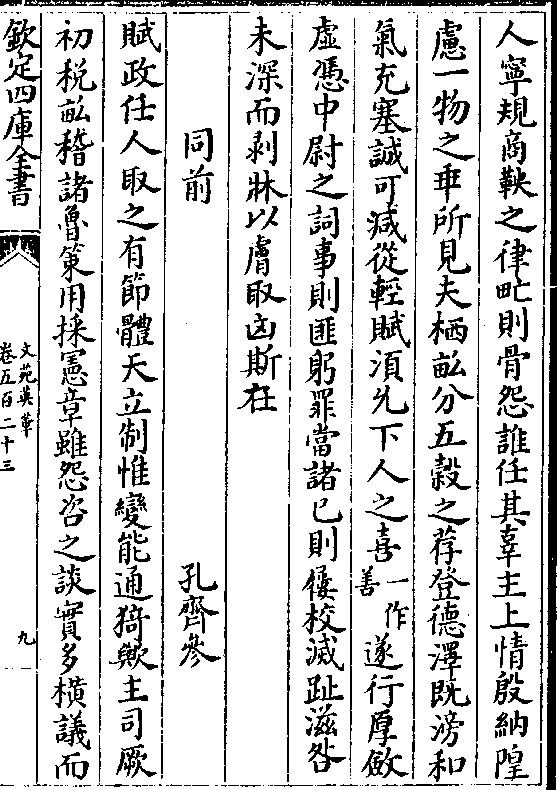 人寧規商鞅之律甿則骨怨誰任其辜主上情殷納隍
慮一物之乖所見夫栖畝分五穀之荐登德澤既滂和
氣充塞誠可減從輕賦湏允下人之喜一作善遂行厚斂
虛憑中尉之詞事則匪躬罪當諸已則僂校滅趾滋咎
未深而剥牀以膚取凶斯在
同前 孔齊參
賦政任人取之有節體天立制惟變能通猗歟主司厥
初税畝稽諸魯策用採憲章雖怨咨之談實多横議而
欽定四庫全書
文苑英華
卷五百二十三
九